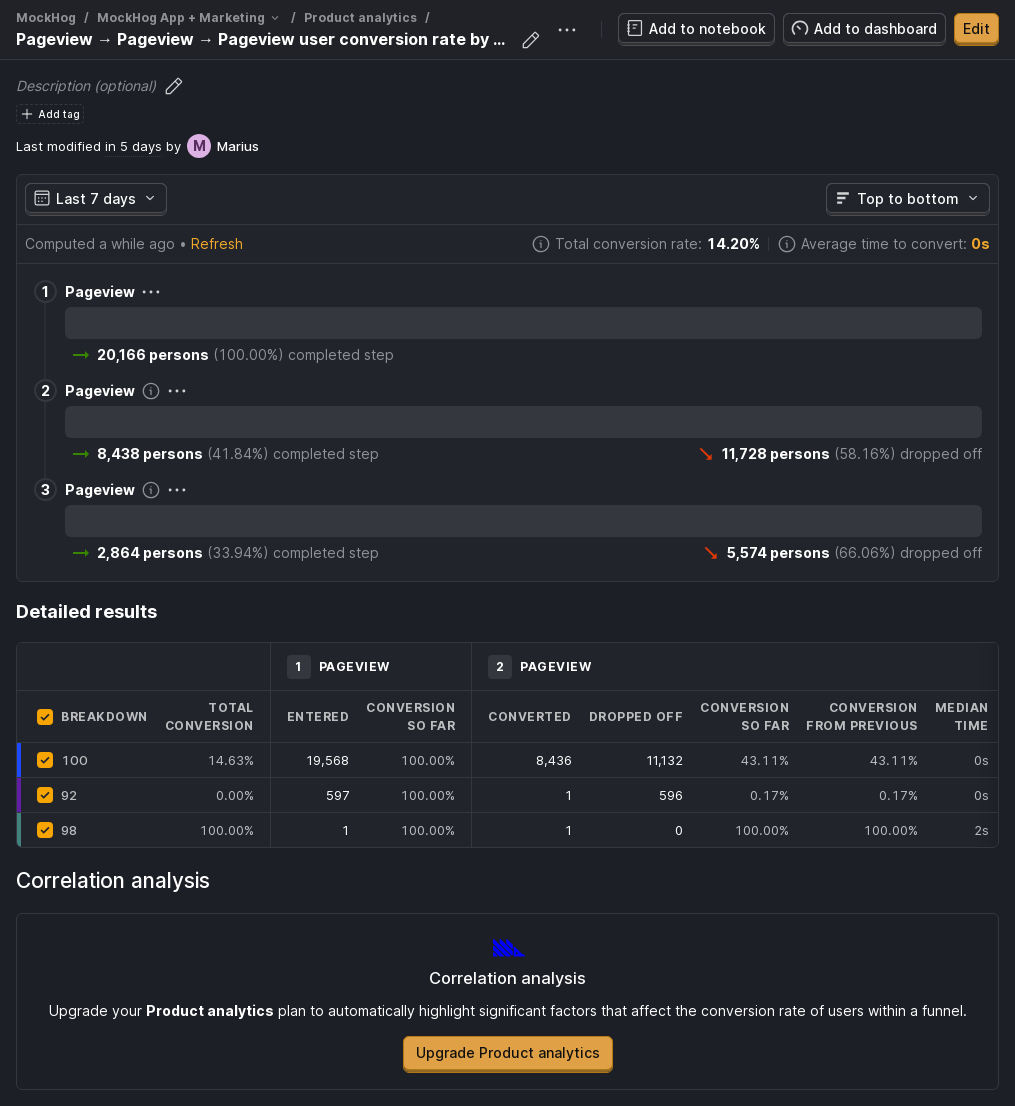 MockHog / MockHog App + Marketing / Product analytics /
Pageview → Pageview → Pageview user conversion rate by ...
Add to notebook
Add to dashboard
Edit
Description (optional)
Add tag
Last modified in 5 days by M Marius
Last 7 days
Top to bottom
Computed a while ago • Refresh
Total conversion rate: 14.20%
Average time to convert: 0s
1 Pageview
20,166 persons (100.00%) completed step
2 Pageview
8,438 persons (41.84%) completed step
11,728 persons (58.16%) dropped off
3 Pageview
2,864 persons (33.94%) completed step
5,574 persons (66.06%) dropped off
Detailed results
1 PAGEVIEW 2 PAGEVIEW
BREAKDOWN TOTAL CONVERSION ENTERED CONVERSION SO FAR CONVERTED DROPPED OFF CONVERSION SO FAR CONVERSION FROM PREVIOUS MEDIAN TIME
100 14.63% 19,568 100.00% 8,436 11,132 43.11% 43.11% 0s
92 0.00% 597 100.00% 1 596 0.17% 0.17% 0s
98 100.00% 1 100.00% 1 0 100.00% 100.00% 2s
Correlation analysis
Correlation analysis
Upgrade your Product analytics plan to automatically highlight significant factors that affect the conversion rate of users within a funnel.
Upgrade Product analytics